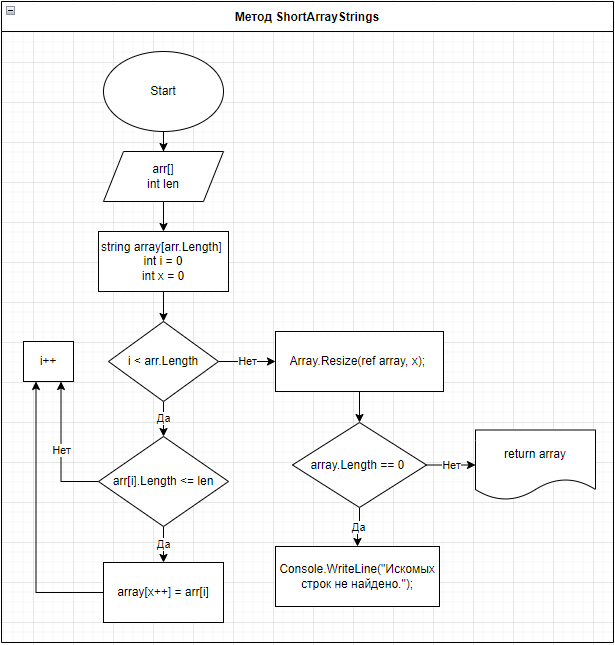 Метод ShortArrayStrings
Start
arr[]
int len
string array[arr.Length]
int i = 0
int x = 0
i < arr.Length
Нет
Array.Resize(ref array, x);
i++
Да
Нет
arr[i].Length <= len
Да
array[x++] = arr[i]
array.Length == 0
Нет
return array
Да
Console.WriteLine("Искомых
строк не найдено.");